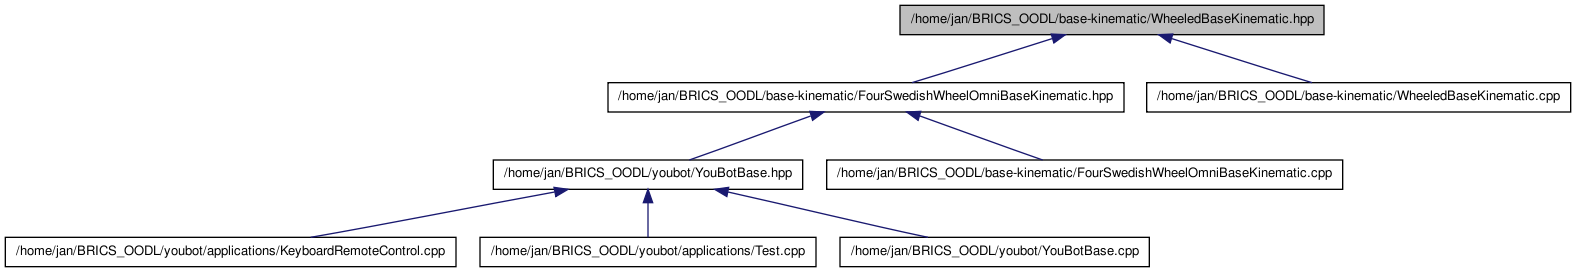 /home/jan/BRICS_OODL/base-kinematic/WheeledBaseKinematic.hpp
/home/jan/BRICS_OODL/base-kinematic/FourSwedishWheelOmniBaseKinematic.hpp
/home/jan/BRICS_OODL/base-kinematic/WheeledBaseKinematic.cpp
/home/jan/BRICS_OODL/youbot/YouBotBase.hpp
/home/jan/BRICS_OODL/base-kinematic/FourSwedishWheelOmniBaseKinematic.cpp
/home/jan/BRICS_OODL/youbot/applications/KeyboardRemoteControl.cpp
/home/jan/BRICS_OODL/youbot/applications/Test.cpp
/home/jan/BRICS_OODL/youbot/YouBotBase.cpp